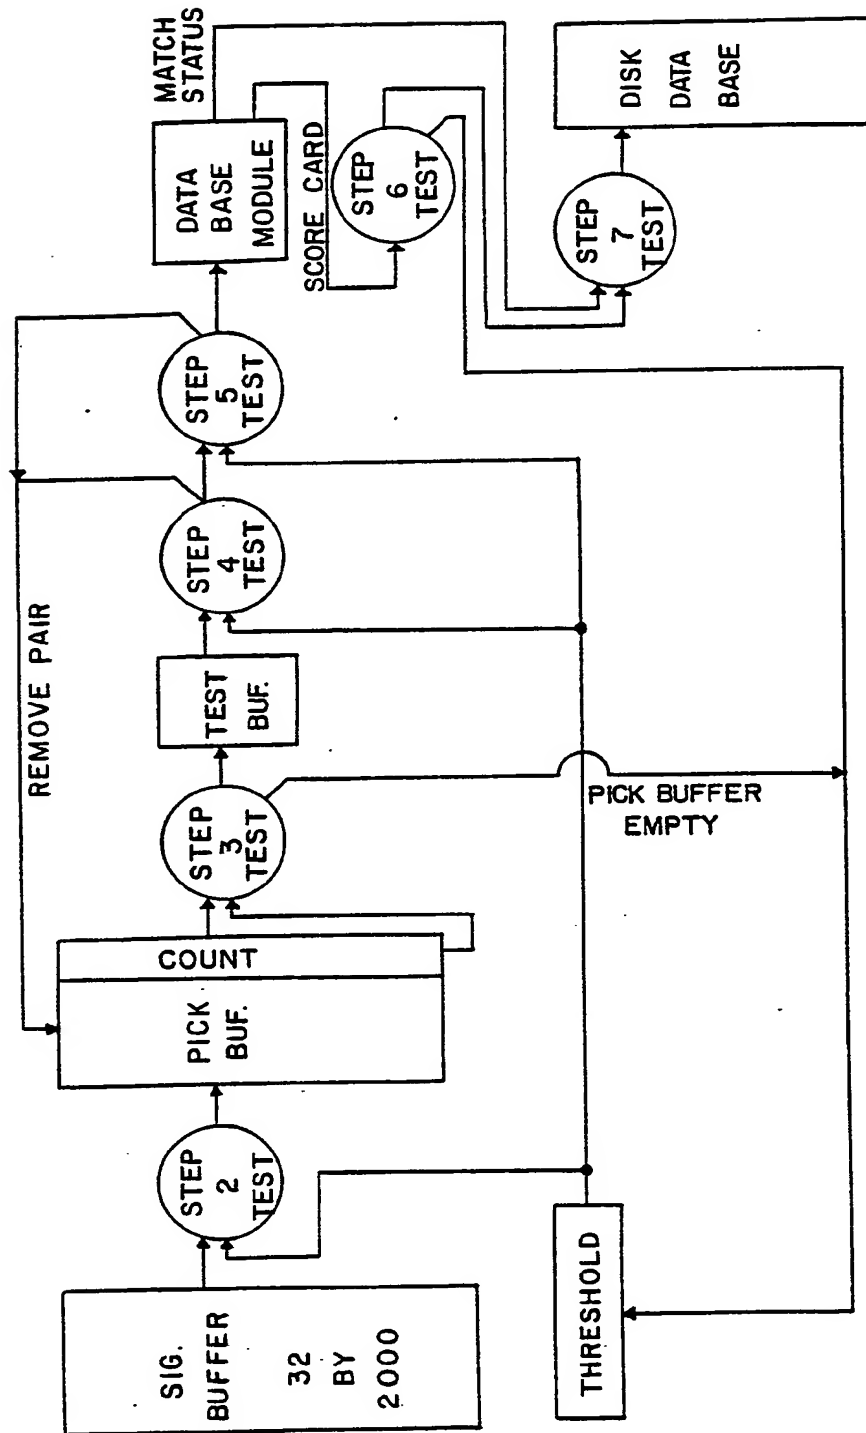 SIG.
BUFFER
32
BY
2000
STEP
2
TEST
PICK
BUF.
COUNT
STEP
3
TEST
TEST
BUF.
STEP
4
TEST
STEP
5
TEST
DATA
BASE
MODULE
MATCH
STATUS
REMOVE PAIR
SCORE CARD
STEP
6
TEST
STEP
7
TEST
DISK
DATA
BASE
PICK BUFFER
EMPTY
THRESHOLD